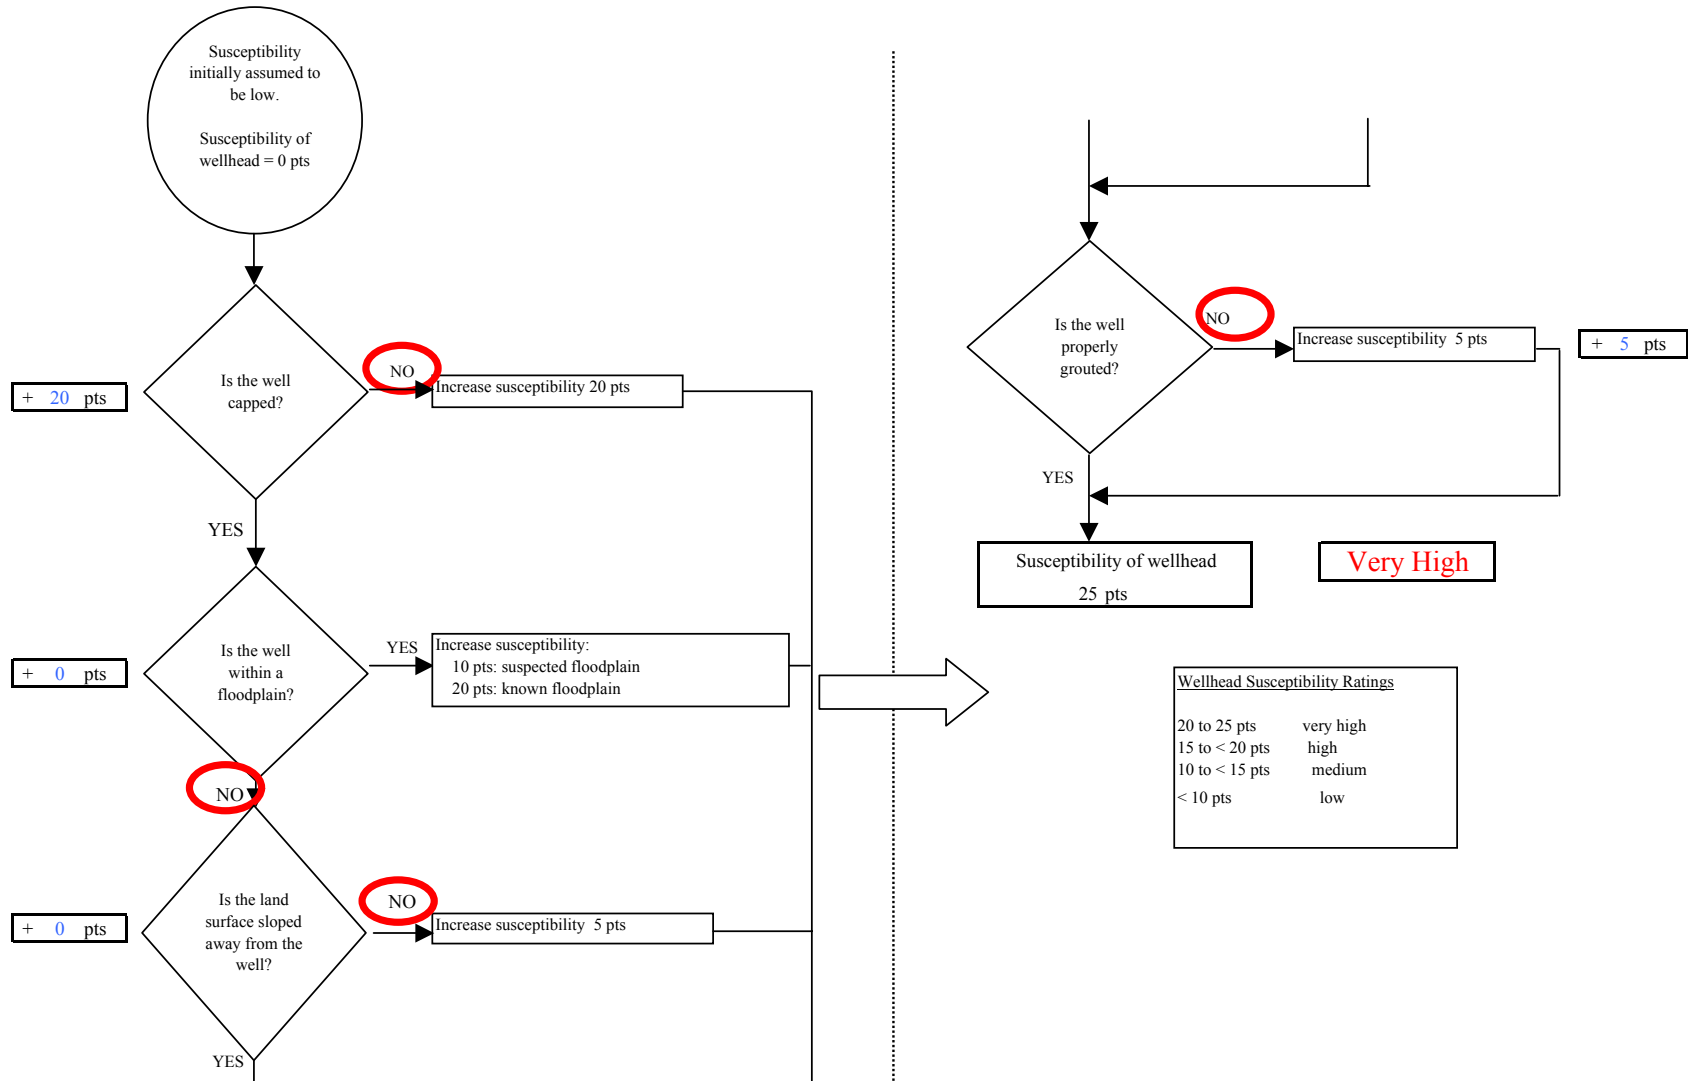 Susceptibility
initially assumed to
be low.
Susceptibility of
wellhead = 0 pts
Is the well
capped?
NO
Increase susceptibility 20 pts
+ 20 pts
YES
Is the well
within a
floodplain?
YES
Increase susceptibility:
10 pts: suspected floodplain
20 pts: known floodplain
+ 0 pts
NO
Is the land
surface sloped
away from the
well?
NO
Increase susceptibility 5 pts
+ 0 pts
YES
Is the well
properly
grouted?
NO
Increase susceptibility 5 pts
+ 5 pts
YES
Susceptibility of wellhead
25 pts
Very High
Wellhead Susceptibility Ratings
20 to 25 pts very high
15 to < 20 pts high
10 to < 15 pts medium
< 10 pts low